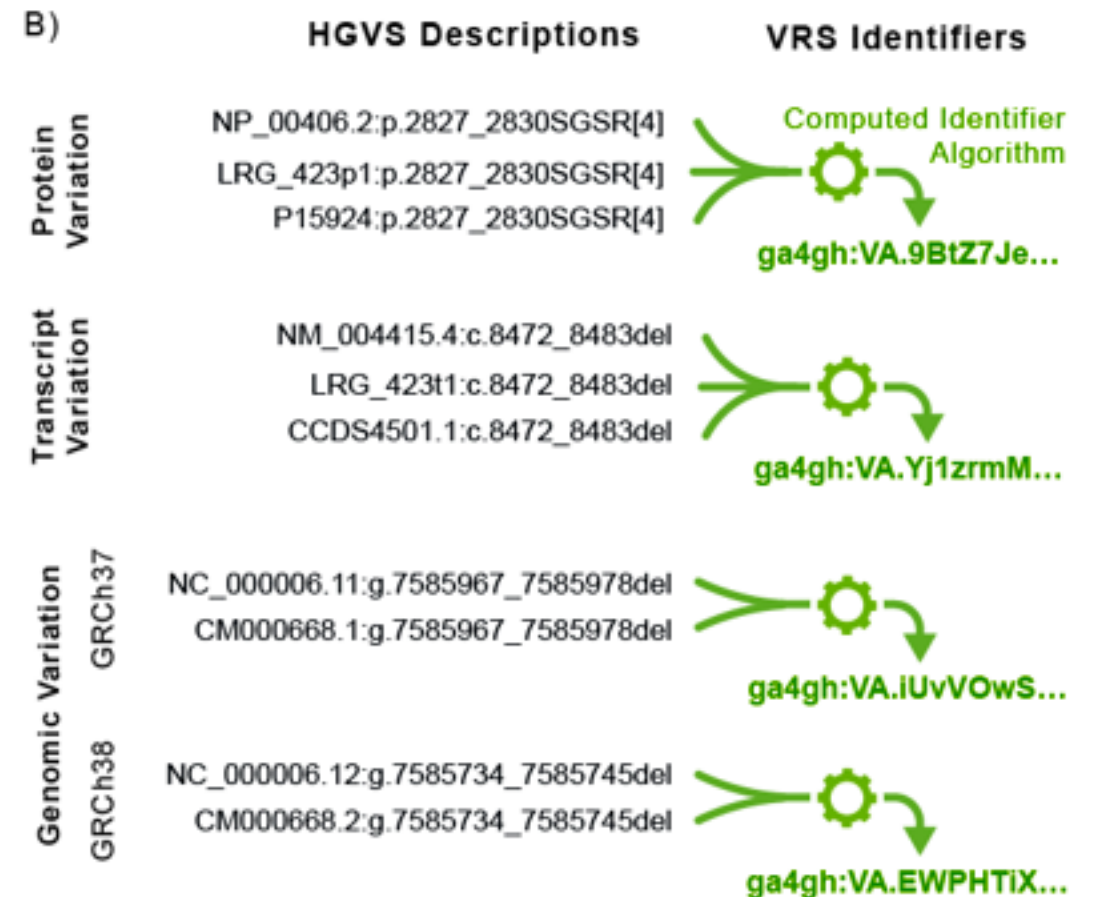 B)
HGVS Descriptions
VRS Identifiers
Protein
Variation
NP_00406.2:p.2827_2830SGSR[4]
LRG_423p1:p.2827_2830SGSR[4]
P15924:p.2827_2830SGSR[4]
Computed Identifier
Algorithm
ga4gh:VA.9BtZ7Je...
Transcript
Variation
NM_004415.4:c.8472_8483del
LRG_423t1:c.8472_8483del
CCDS4501.1:c.8472_8483del
ga4gh:VA.Yj1zrmM...
Genomic Variation
GRCh37
NC_000006.11:g.7585967_7585978del
CM000668.1:g.7585967_7585978del
ga4gh:VA.iUvVOwS...
GRCh38
NC_000006.12:g.7585734_7585745del
CM000668.2:g.7585734_7585745del
ga4gh:VA.EWPHTiX...